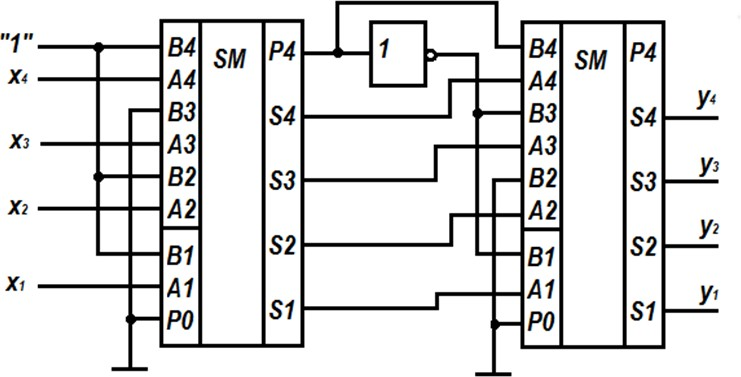 "1" B4 SM P4 1 B4 SM P4
x4 A4 A4 y4
B3 S4 B3 S4
x3 A3 A3 y3
B2 S3 B2 S3
x2 A2 A2 y2
B1 S2 B1 S2
x1 A1 A1 y1
P0 S1 P0 S1